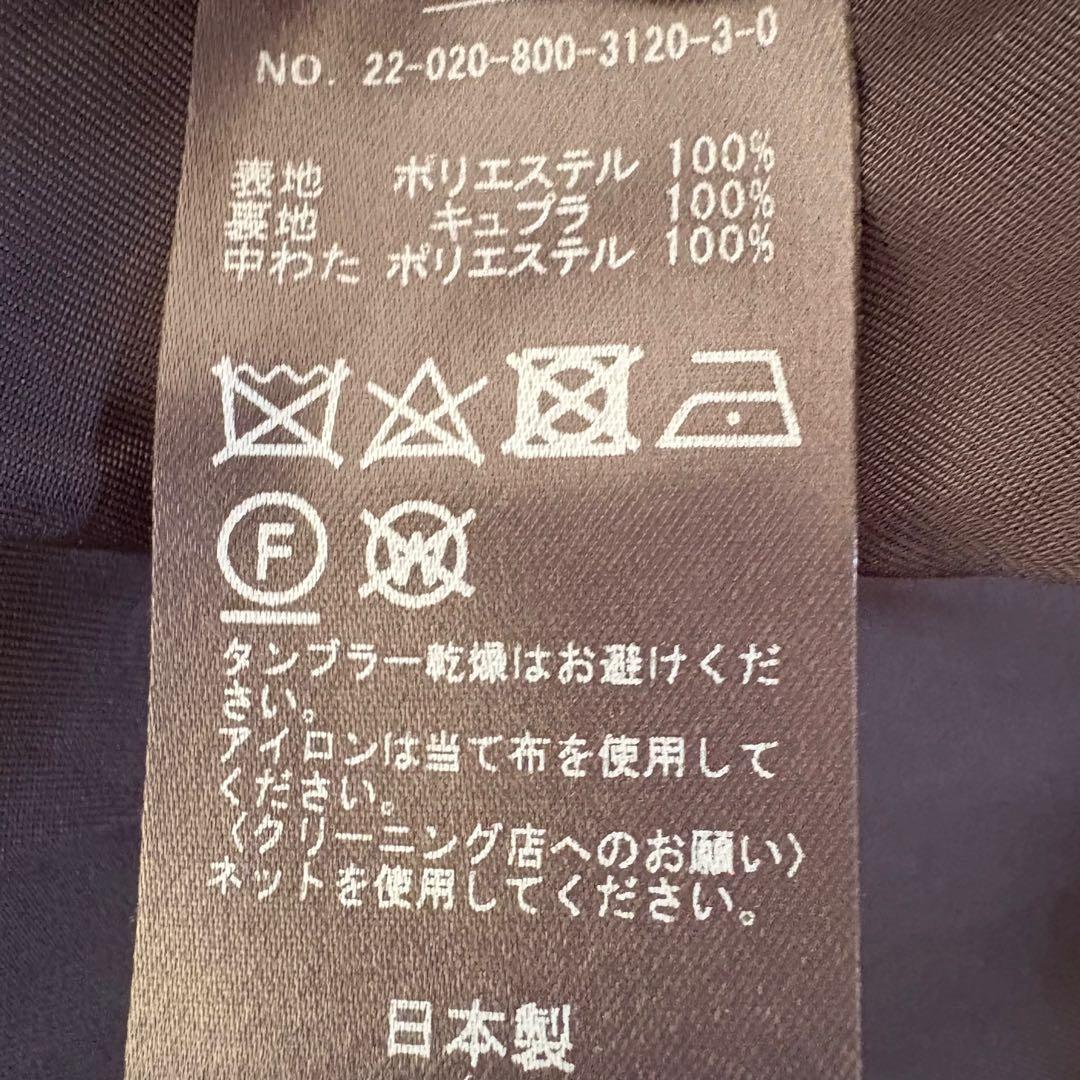 NO. 22-020-800-3120-3-0
表地 ポリエステル 100%
裏地 キュプラ 100%
中わた ポリエステル 100%
F W
タンブラー乾燥はお避けくだ
さい。
アイロンは当て布を使用して
ください。
〈クリーニング店へのお願い〉
ネットを使用してください。
日本製